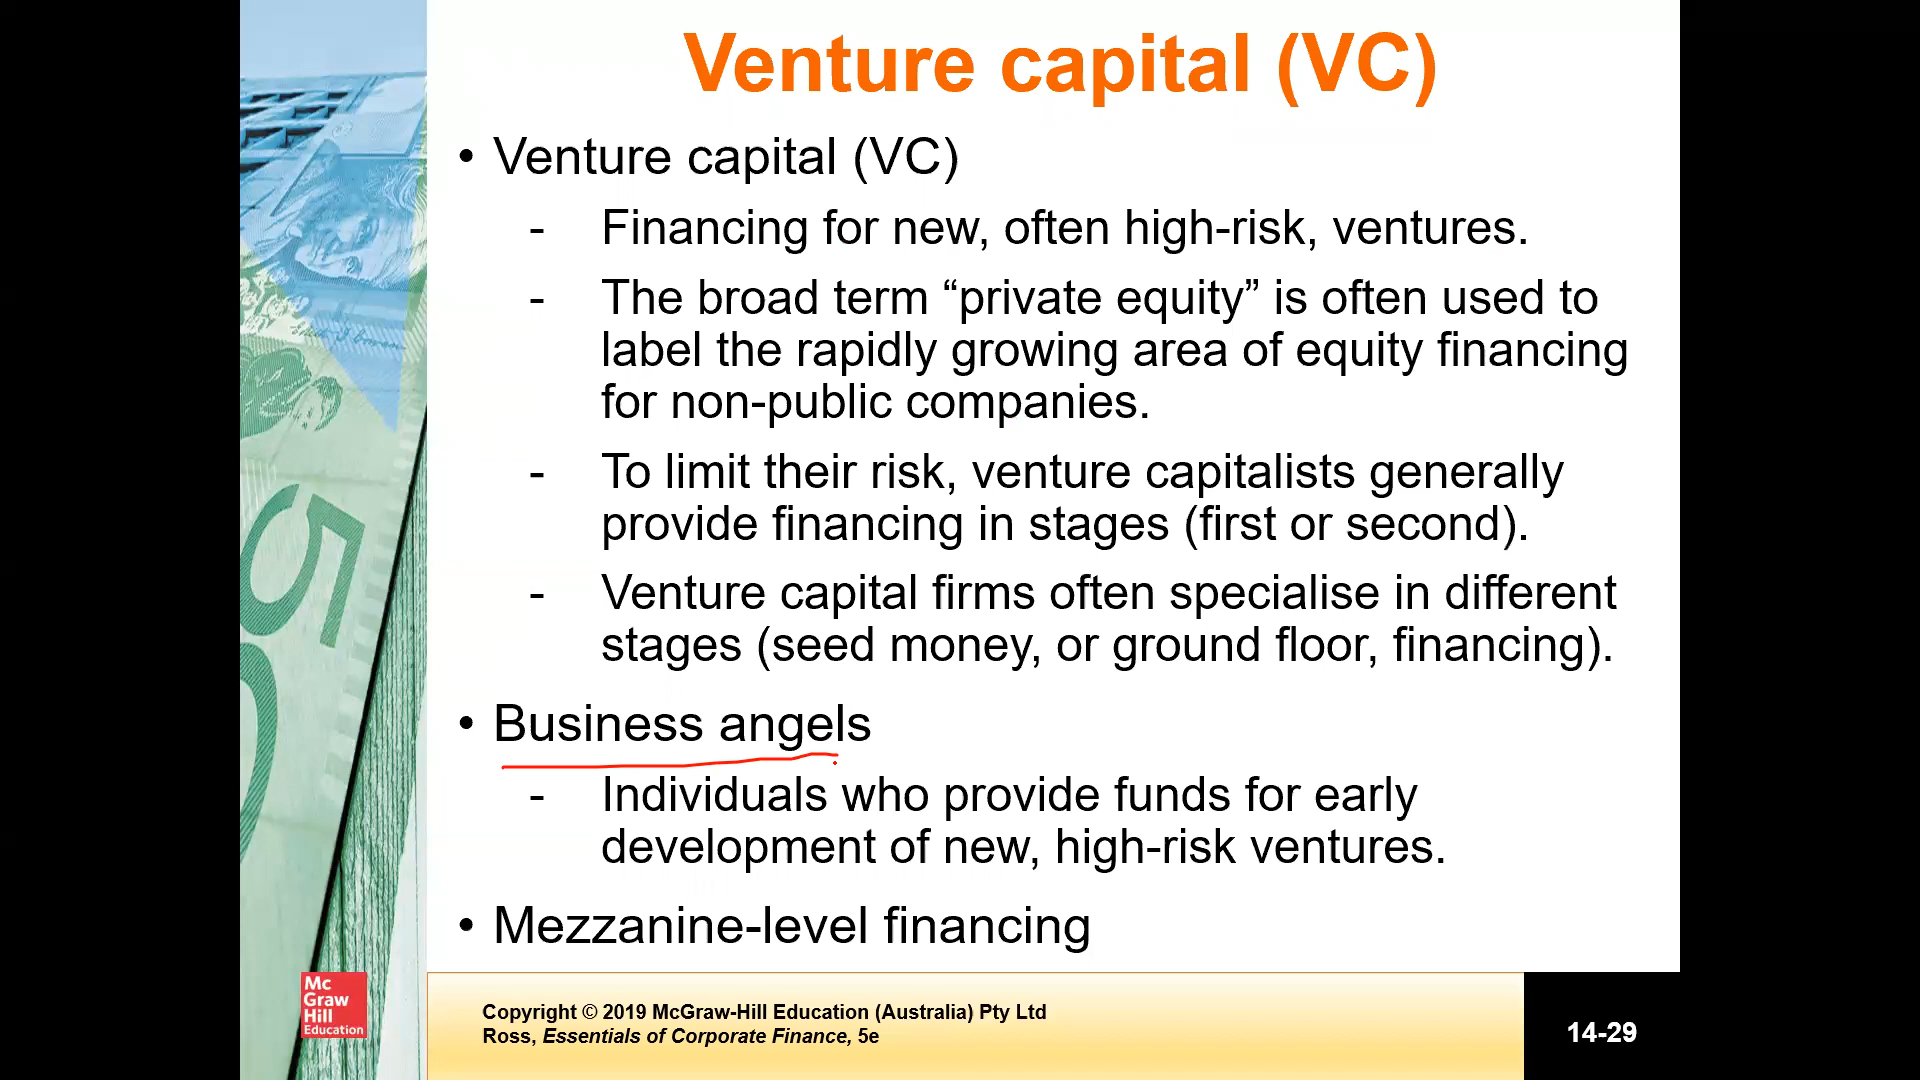 Venture capital (VC)
• Venture capital (VC)
- Financing for new, often high-risk, ventures.
- The broad term “private equity” is often used to
label the rapidly growing area of equity financing
for non-public companies.
- To limit their risk, venture capitalists generally
provide financing in stages (first or second).
- Venture capital firms often specialise in different
stages (seed money, or ground floor, financing).
• Business angels
- Individuals who provide funds for early
development of new, high-risk ventures.
• Mezzanine-level financing
Mc
Graw
Hill
Education
Copyright © 2019 McGraw-Hill Education (Australia) Pty Ltd
Ross, Essentials of Corporate Finance, 5e
14-29